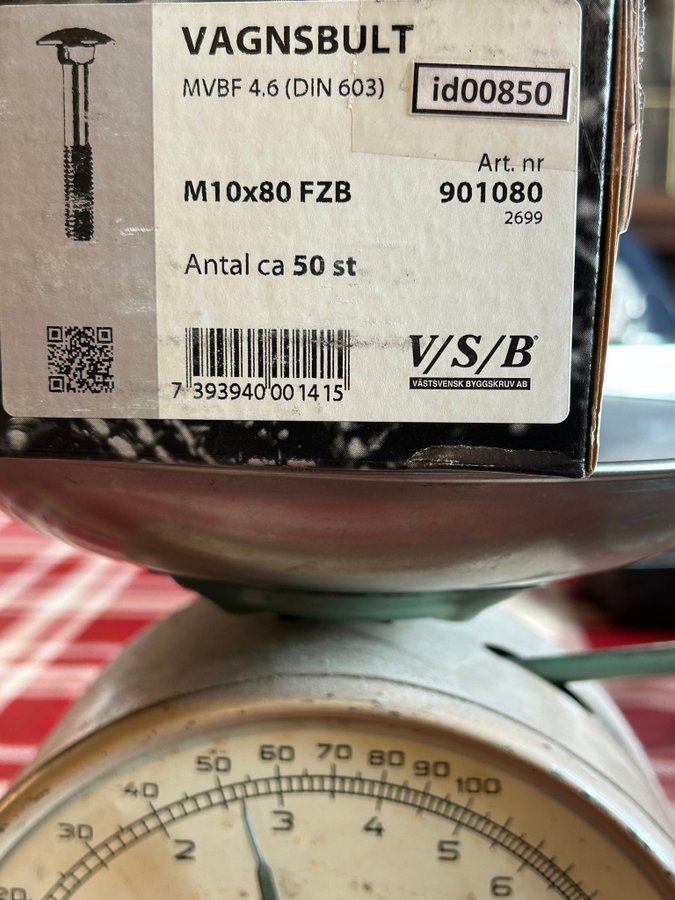 VAGNSBULT
MVBF 4.6 (DIN 603)
id00850
Art. nr
M10x80 FZB
901080
2699
Antal ca 50 st
7 393940 001415
V/S/B
VÄSTSVENSK BYGGSKRUV AB
20 30 40 50 60 70 80 90 100
2 3 4 5 6